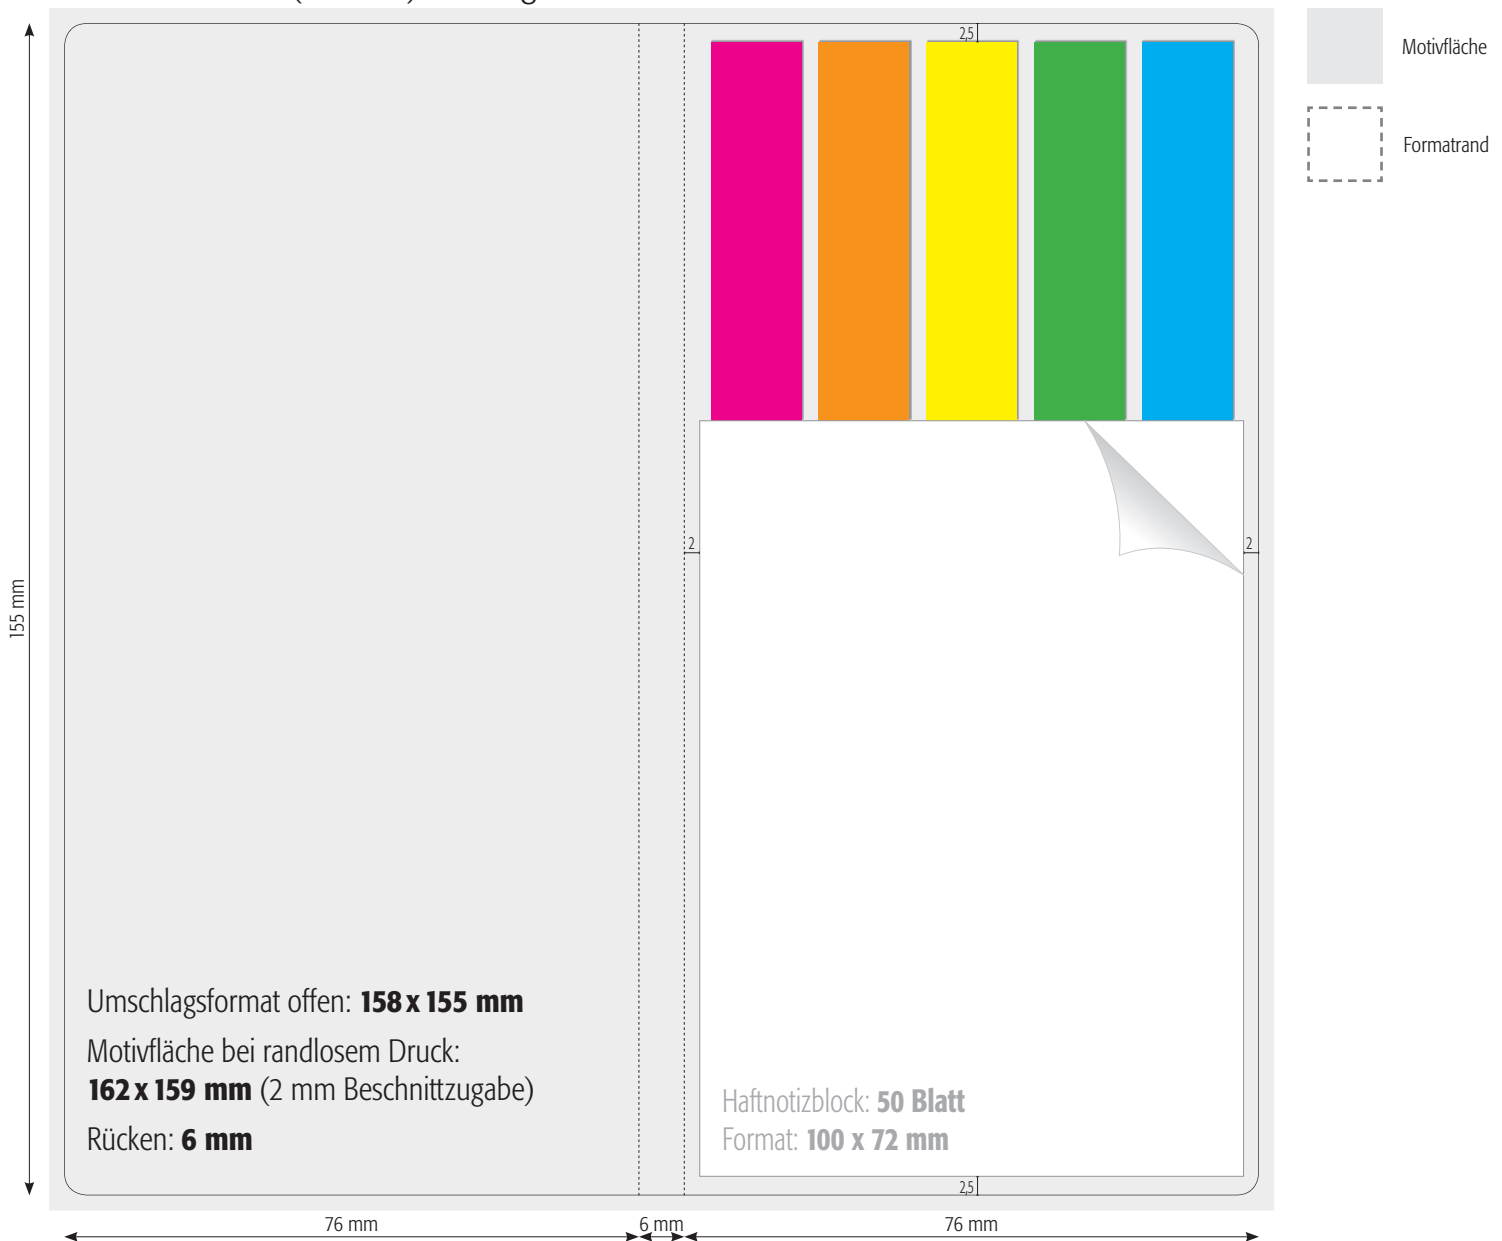 2,5
Motivfläche
Formatrand
2
2
155 mm
Umschlagsformat offen: 158 x 155 mm
Motivfläche bei randlosem Druck:
162 x 159 mm (2 mm Beschnittzugabe)
Rücken: 6 mm
Haftnotizblock: 50 Blatt
Format: 100 x 72 mm
2,5
76 mm
6 mm
76 mm